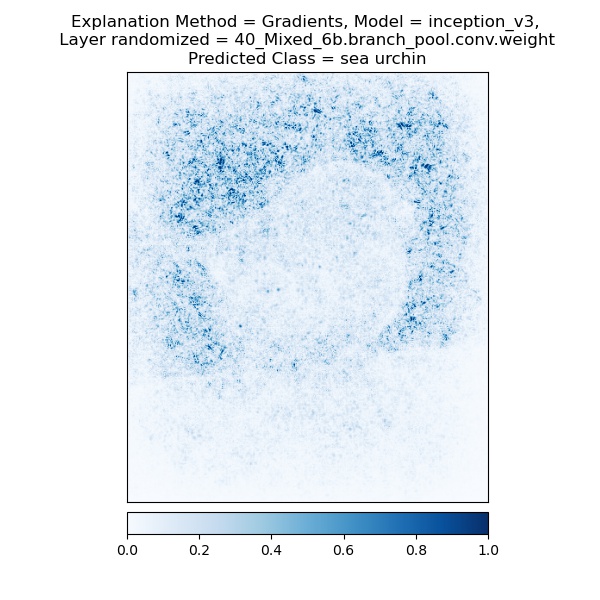 Explanation Method = Gradients, Model = inception_v3,
Layer randomized = 40_Mixed_6b.branch_pool.conv.weight
Predicted Class = sea urchin
0.0 0.2 0.4 0.6 0.8 1.0